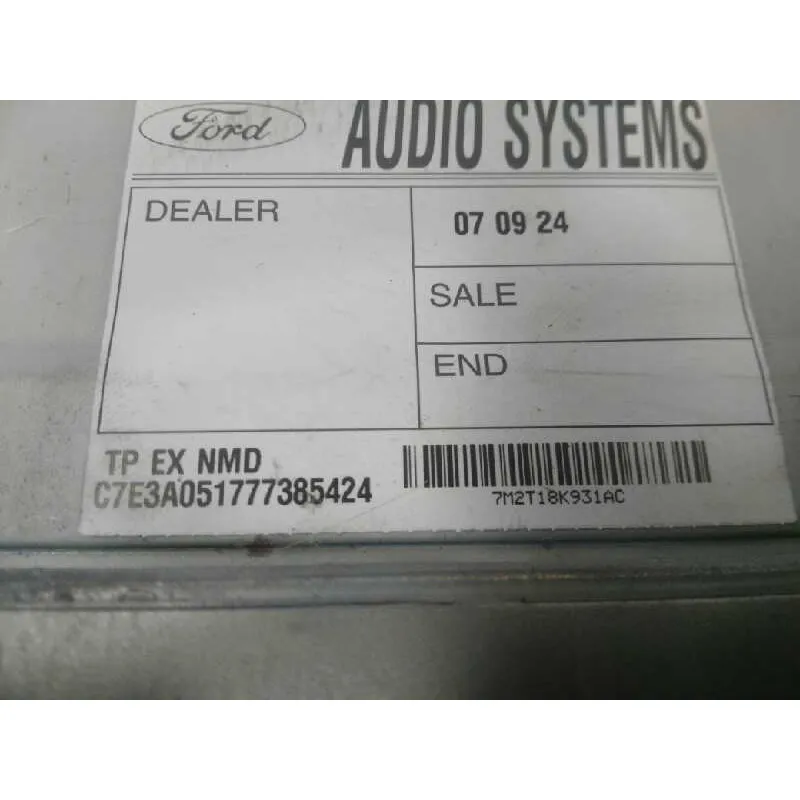 Ford AUDIO SYSTEMS
DEALER
07 09 24
SALE
END
TP EX NMD
C7E3A051777385424
7M2T18K931AC